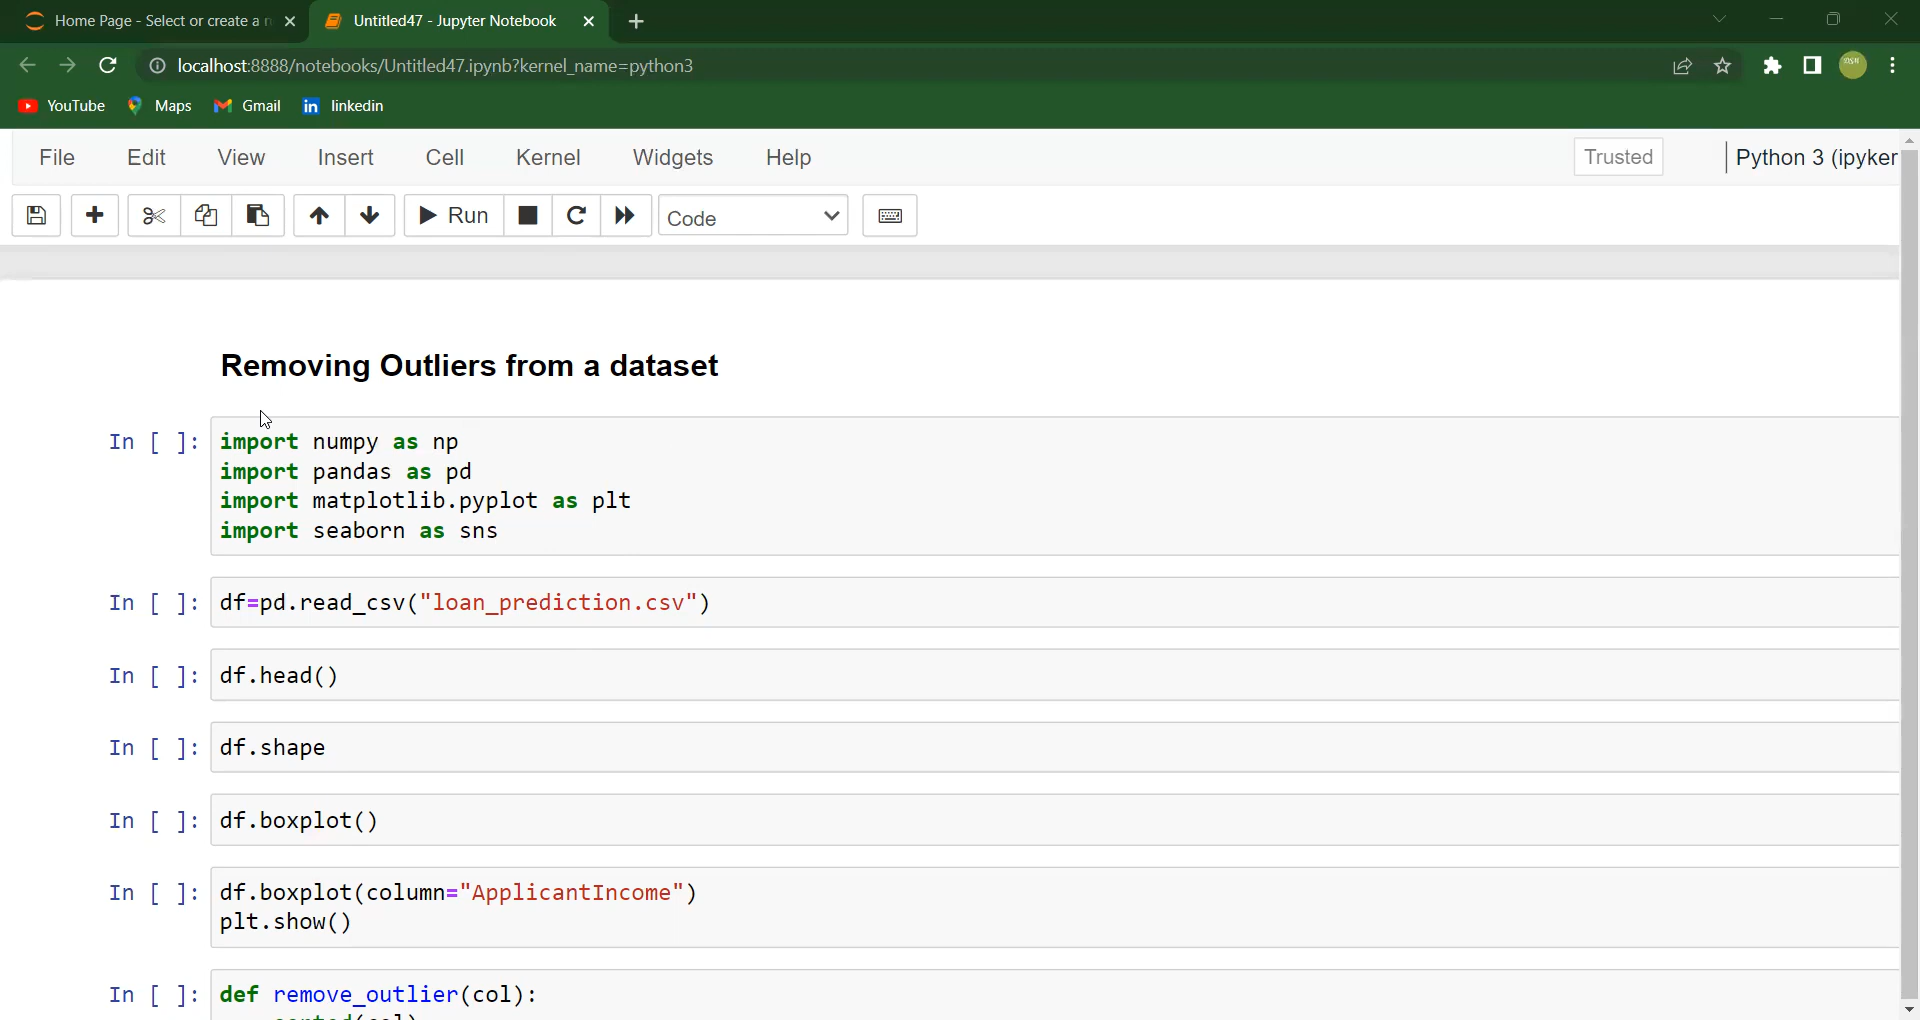 Home Page - Select or create a n
Untitled47 - Jupyter Notebook
localhost:8888/notebooks/Untitled47.ipynb?kernel_name=python3
YouTube Maps Gmail in linkedin
File Edit View Insert Cell Kernel Widgets Help Trusted Python 3 (ipyker
Run Code
Removing Outliers from a dataset
In [ ]: import numpy as np
import pandas as pd
import matplotlib.pyplot as plt
import seaborn as sns
In [ ]: df=pd.read_csv("loan_prediction.csv")
In [ ]: df.head()
In [ ]: df.shape
In [ ]: df.boxplot()
In [ ]: df.boxplot(column="ApplicantIncome")
plt.show()
In [ ]: def remove_outlier(col):
sorted(col)